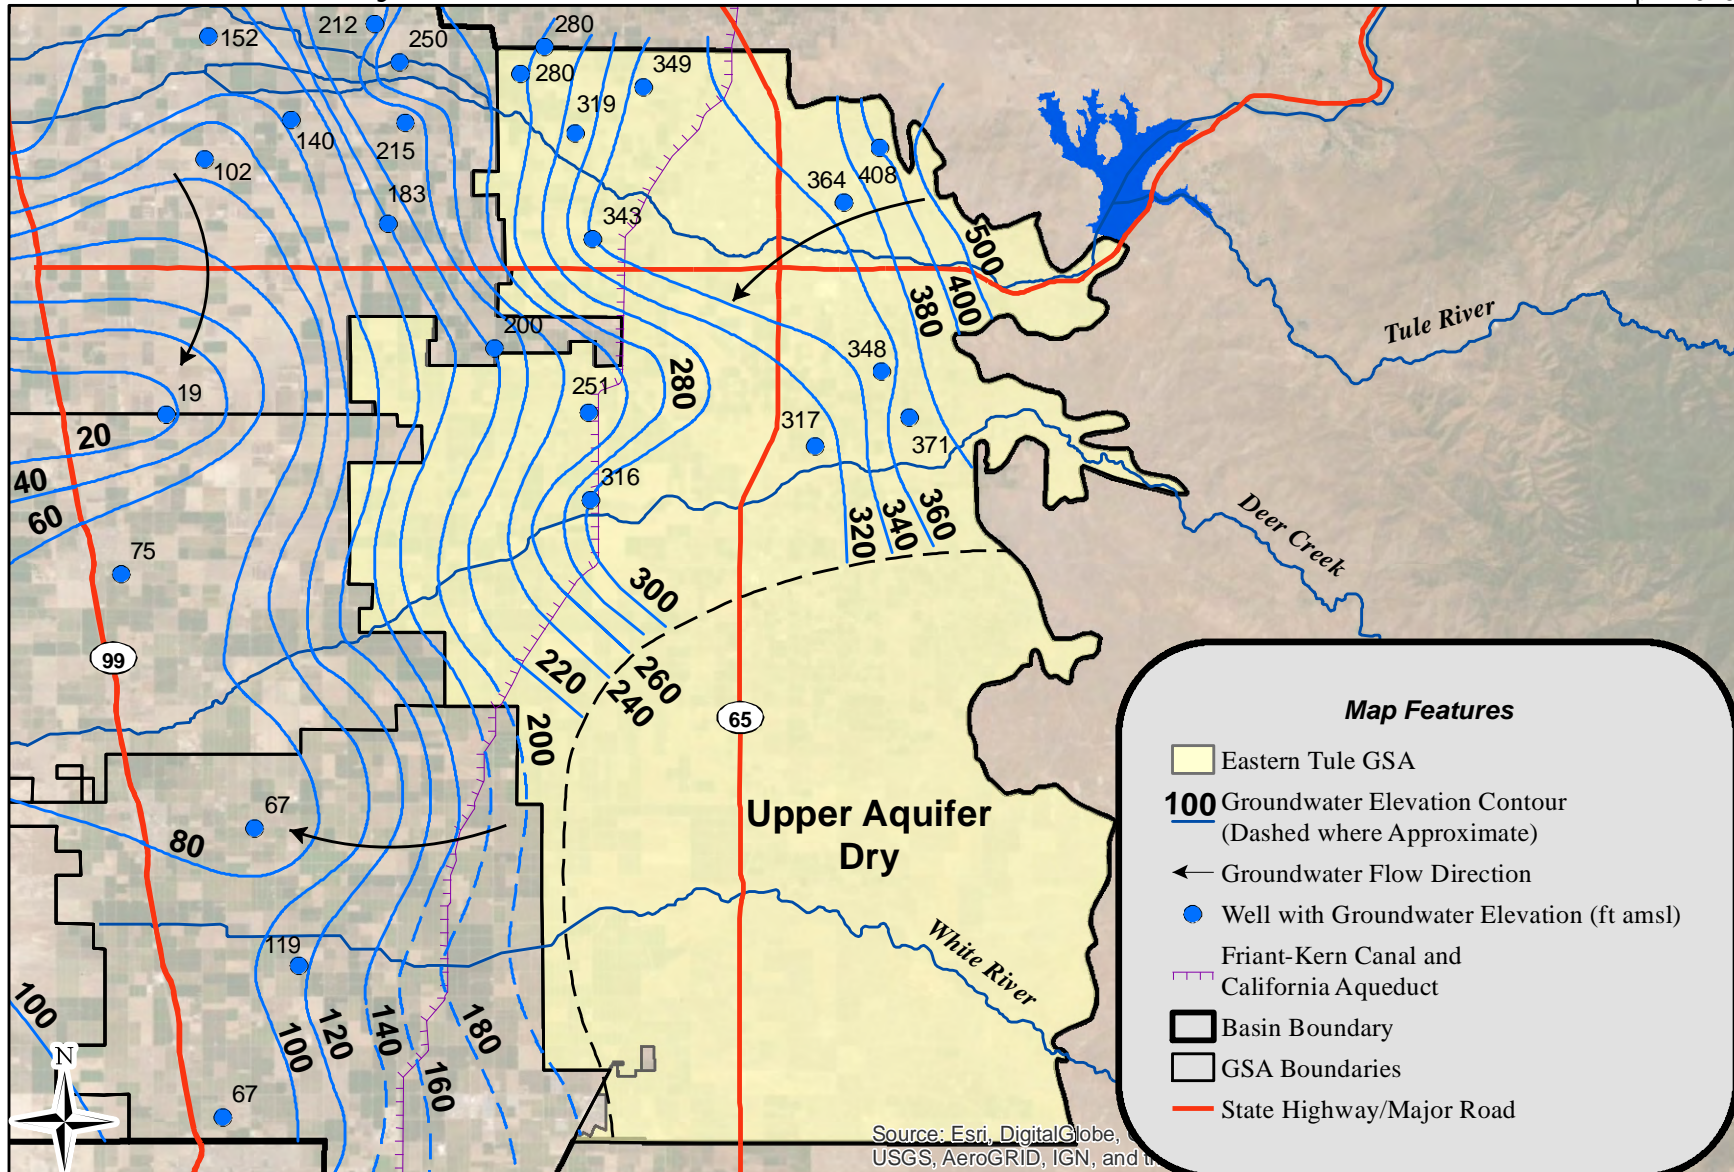 212
152
250
280
280
349
319
140
215
102
183
408
364
343
500
400
380
Tule River
200
348
280
251
19
20
317
371
316
40
60
320
340
360
Deer Creek
75
300
99
220
260
240
65
200
67
80
Upper Aquifer
Dry
White River
119
100
100
120
140
160
180
67
N
Map Features
Eastern Tule GSA
100 Groundwater Elevation Contour
(Dashed where Approximate)
Groundwater Flow Direction
Well with Groundwater Elevation (ft amsl)
Friant-Kern Canal and
California Aqueduct
Basin Boundary
GSA Boundaries
State Highway/Major Road
Source: Esri, DigitalGlobe,
USGS, AeroGRID, IGN, and